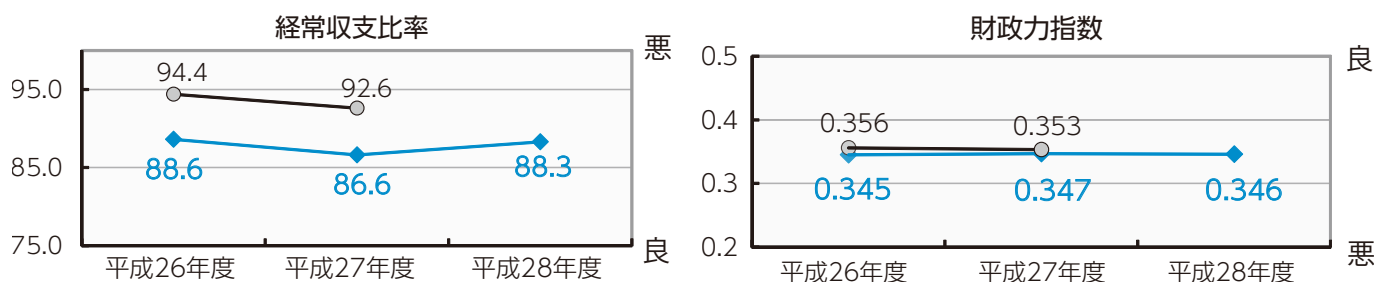 経常収支比率
悪
95.0
85.0
75.0
94.4
92.6
88.6
86.6
88.3
良
平成26年度
平成27年度
平成28年度
財政力指数
良
0.5
0.4
0.3
0.2
0.356
0.353
0.345
0.347
0.346
悪
平成26年度
平成27年度
平成28年度